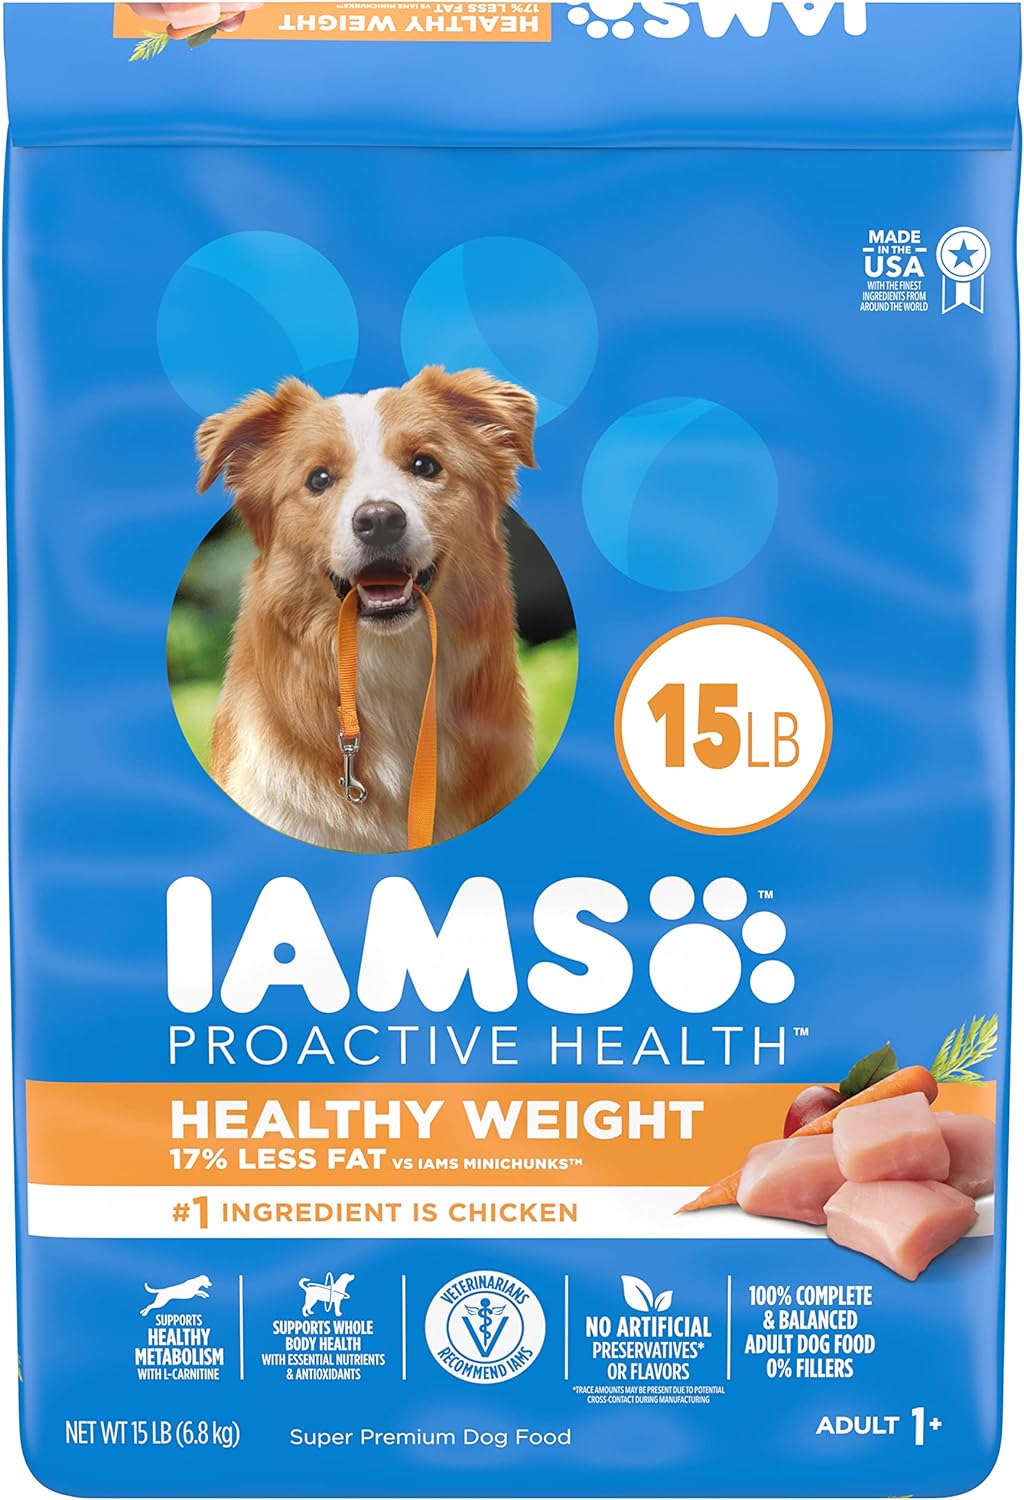 IAMS
HEALTHY WEIGHT
17% LESS FAT VS IAMS MINICHUNKS™
MADE
IN THE
USA
WITH THE FINEST
INGREDIENTS FROM
AROUND THE WORLD
15LB
IAMS™
PROACTIVE HEALTH™
HEALTHY WEIGHT
17% LESS FAT VS IAMS MINICHUNKS™
#1 INGREDIENT IS CHICKEN
SUPPORTS
HEALTHY
METABOLISM
WITH L-CARNITINE
SUPPORTS WHOLE
BODY HEALTH
WITH ESSENTIAL NUTRIENTS
& ANTIOXIDANTS
VETERINARIANS
V
RECOMMEND IAMS
NO ARTIFICIAL
PRESERVATIVES*
OR FLAVORS
*TRACE AMOUNTS MAY BE PRESENT DUE TO POTENTIAL
CROSS-CONTACT DURING MANUFACTURING
100% COMPLETE
& BALANCED
ADULT DOG FOOD
0% FILLERS
NET WT 15 LB (6.8 kg)
Super Premium Dog Food
ADULT 1+